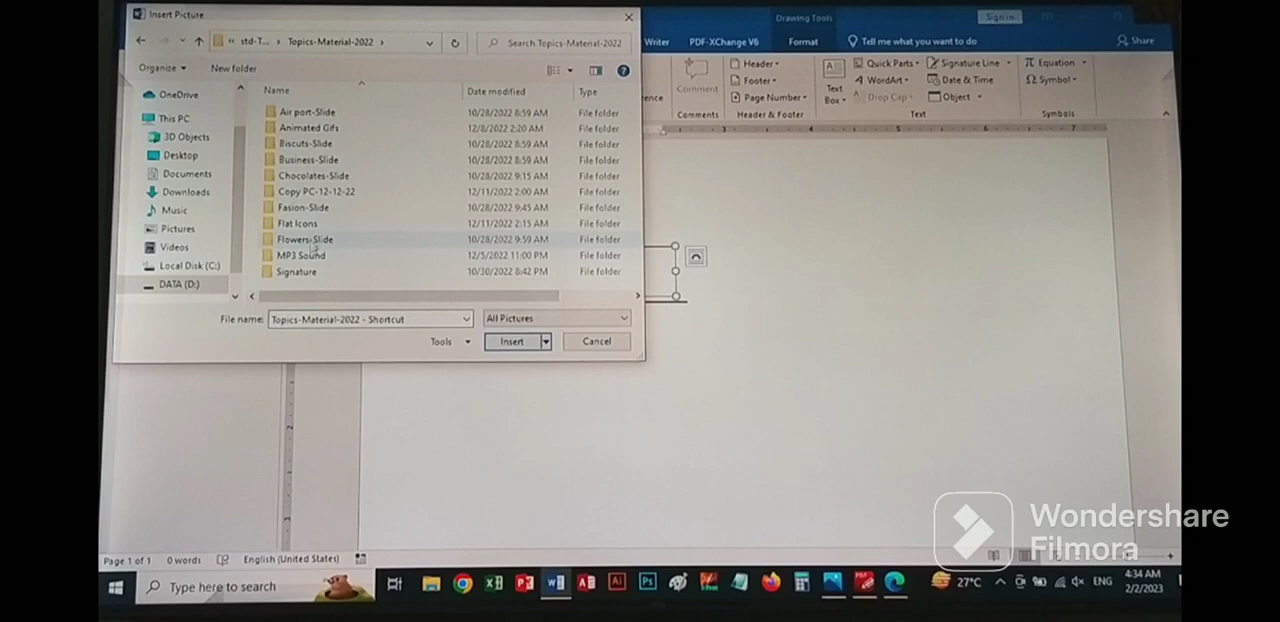 Insert Picture
Drawing Tools
Sign in
std-T... Topics-Material-2022
Search Topics-Material-2022
Writer PDF-XChange V6 Format Tell me what you want to do Share
Organize New folder
Name Date modified Type
Air port-Slide 10/28/2022 8:59 AM File folder
Animated Gifs 12/8/2022 2:20 AM File folder
Biscuts-Slide 10/28/2022 8:59 AM File folder
Business-Slide 10/28/2022 8:59 AM File folder
Chocolates-Slide 10/28/2022 9:15 AM File folder
Copy PC-12-12-22 12/11/2022 2:00 AM File folder
Fasion-Slide 10/28/2022 9:45 AM File folder
Flat Icons 12/11/2022 2:15 AM File folder
Flowers-Slide 10/28/2022 9:59 AM File folder
MP3 Sound 12/5/2022 11:00 PM File folder
Signature 10/30/2022 8:42 PM File folder
OneDrive
This PC
3D Objects
Desktop
Documents
Downloads
Music
Pictures
Videos
Local Disk (C:)
DATA (D:)
File name: Topics-Material-2022 - Shortcut
All Pictures
Tools Insert Cancel
Comment
Comments
Header
Footer
Page Number
Header & Footer
A
Text
Box
Quick Parts
WordArt
Drop Cap
Signature Line
Date & Time
Object
Text
π Equation
Ω Symbol
Symbols
3 4 5 6 7
Page 1 of 1 0 words English (United States)
Type here to search
27°C
ENG
4:34 AM
2/2/2023
Wondershare
Filmora